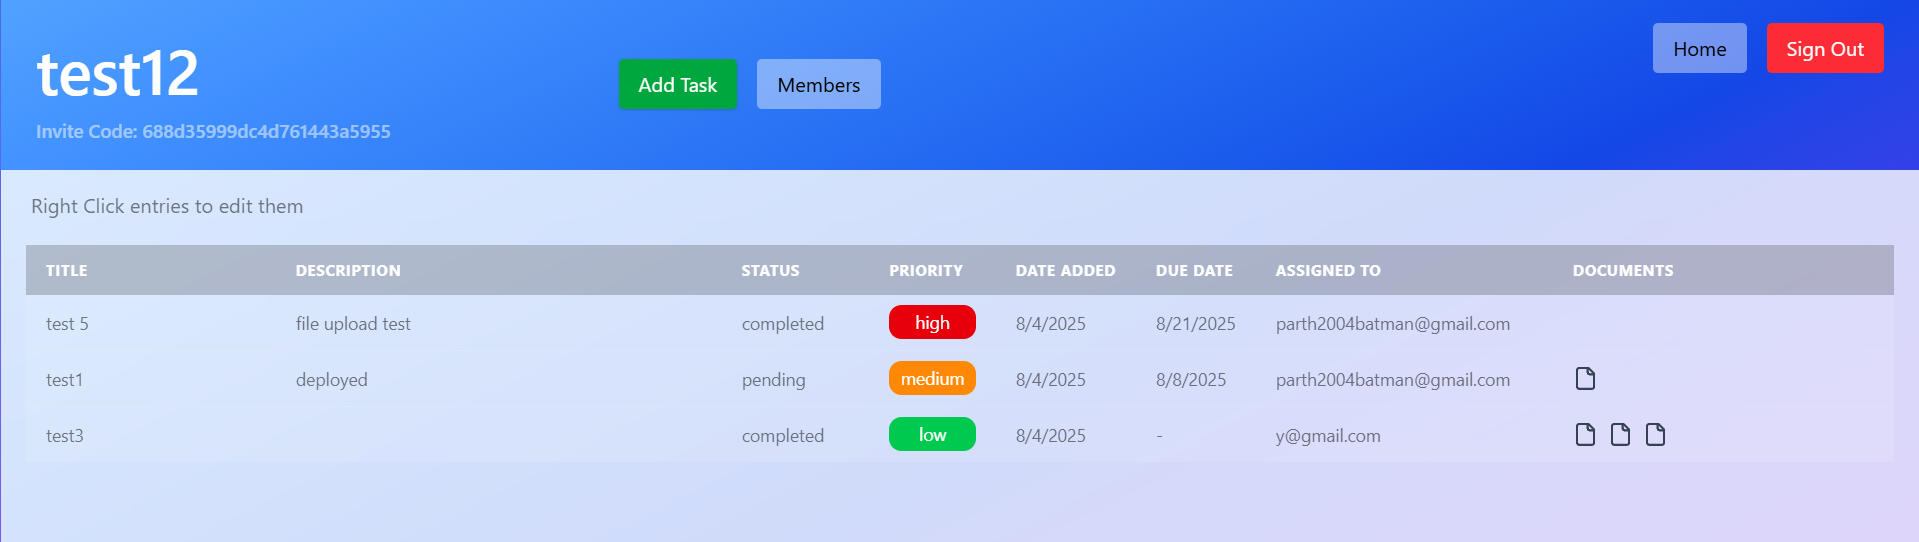 test12
Invite Code: 688d35999dc4d761443a5955
Add Task
Members
Home
Sign Out
Right Click entries to edit them
TITLE DESCRIPTION STATUS PRIORITY DATE ADDED DUE DATE ASSIGNED TO DOCUMENTS
test 5 file upload test completed high 8/4/2025 8/21/2025 parth2004batman@gmail.com
test1 deployed pending medium 8/4/2025 8/8/2025 parth2004batman@gmail.com
test3 completed low 8/4/2025 - y@gmail.com